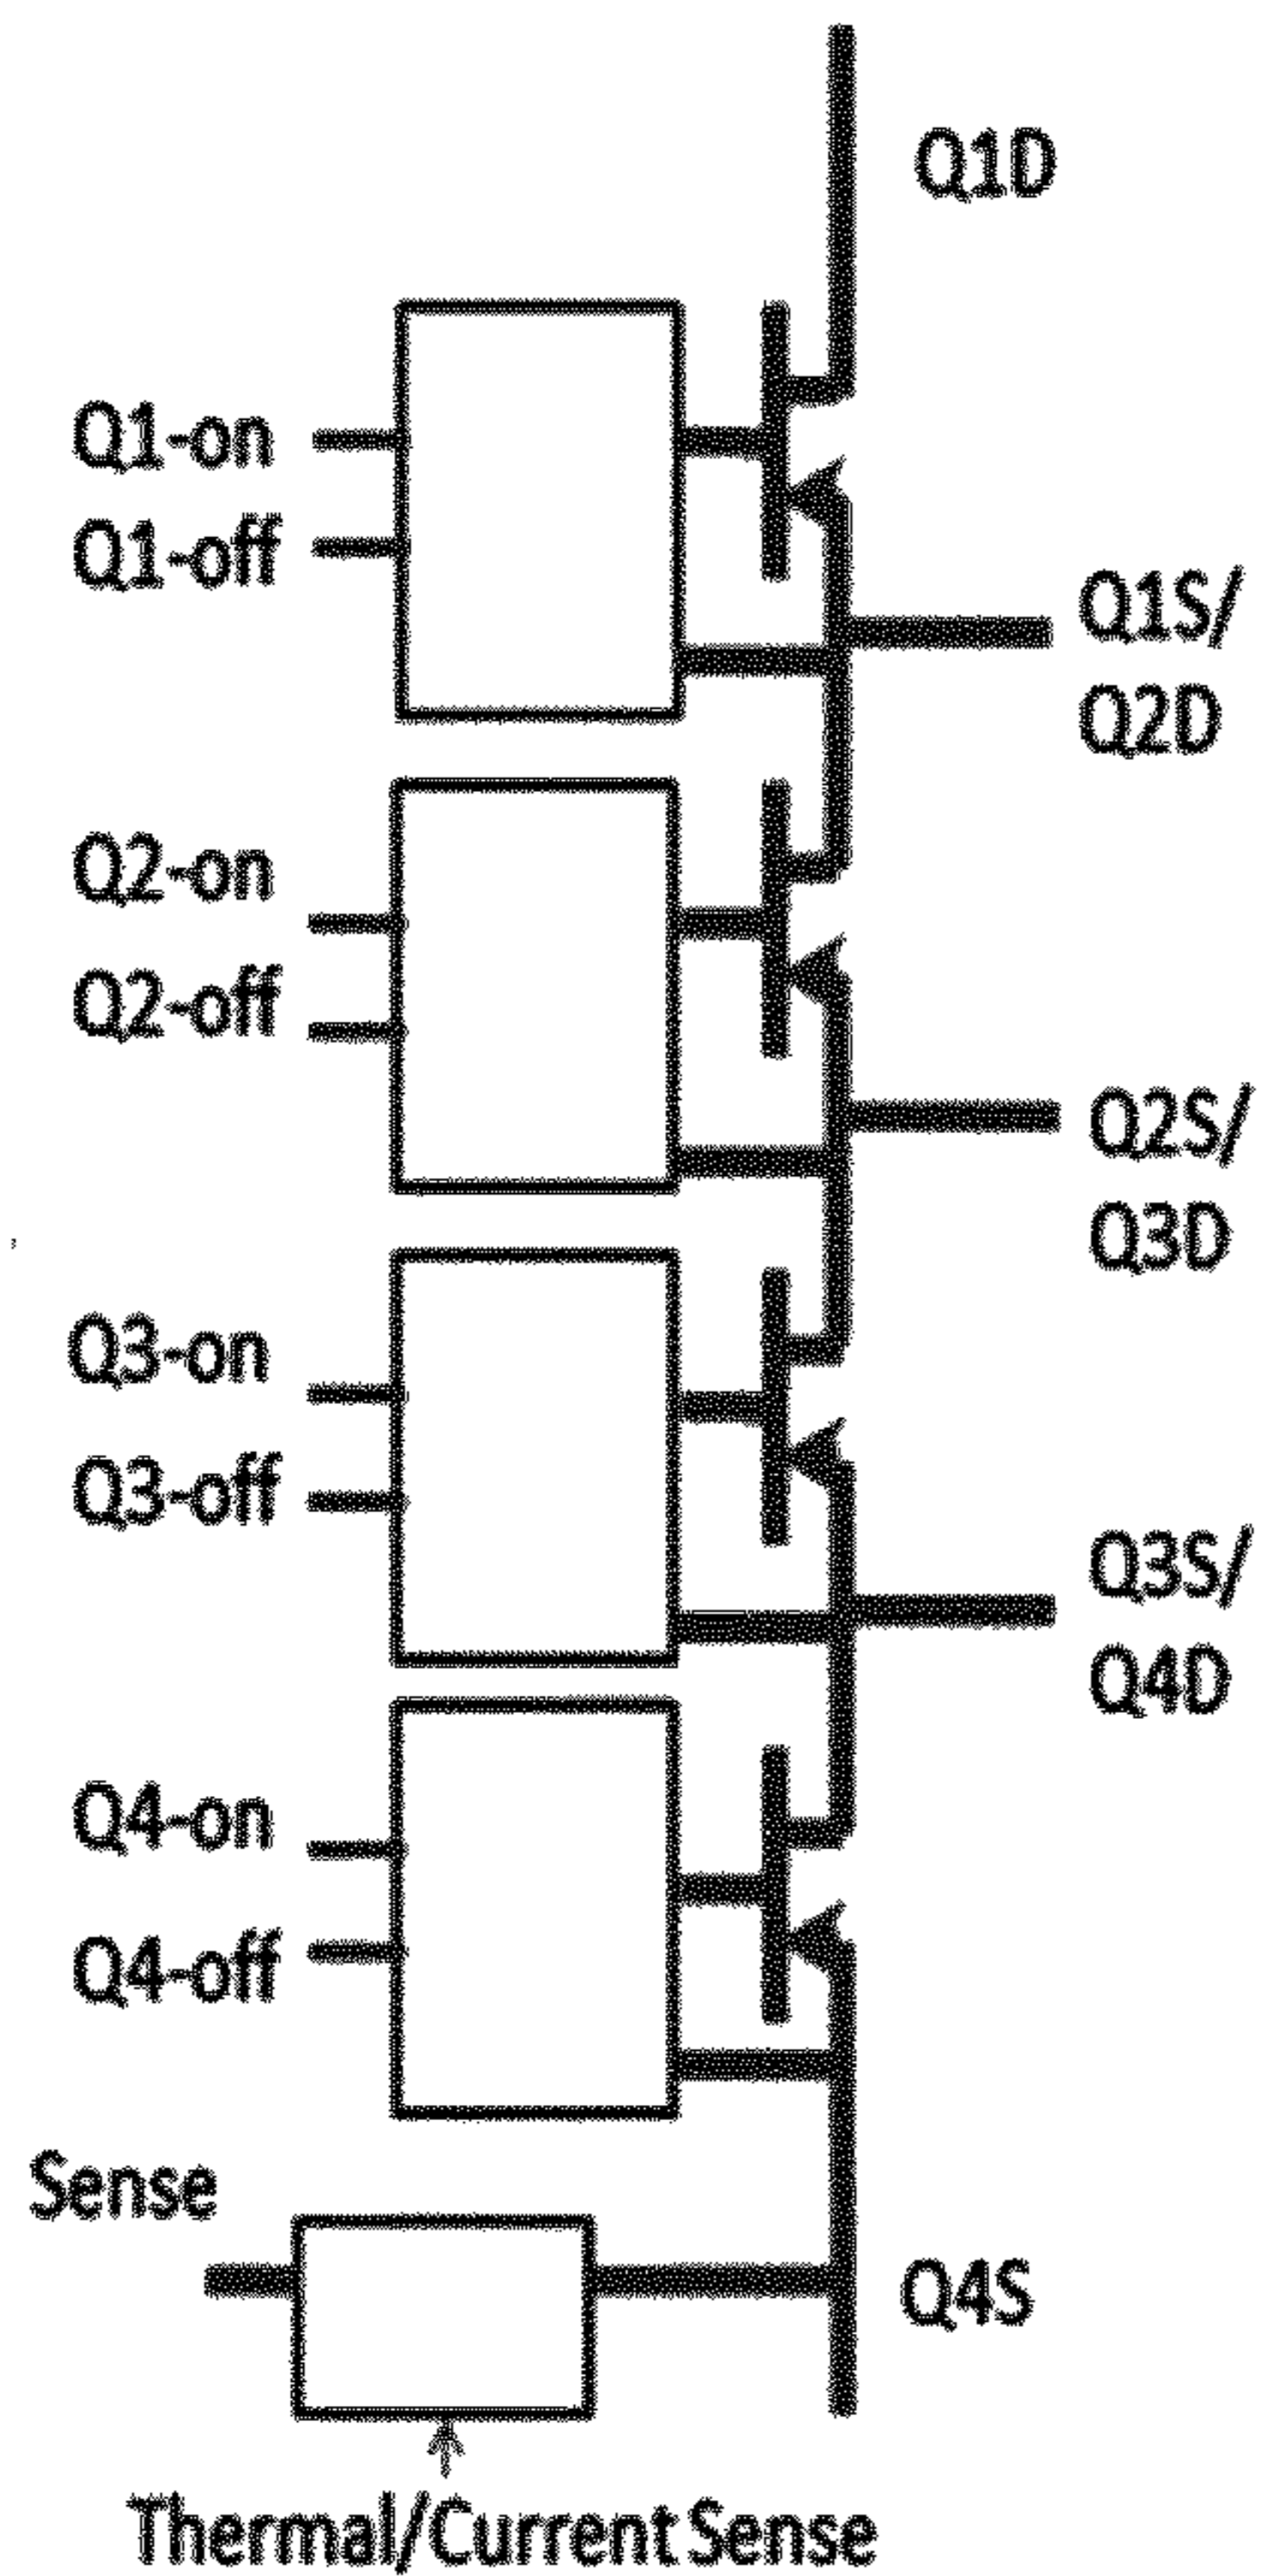 Q1D
Q1-on
Q1-off
Q1S/
Q2D
Q2-on
Q2-off
Q2S/
Q3D
Q3-on
Q3-off
Q3S/
Q4D
Q4-on
Q4-off
Sense
Q4S
Thermal/Current Sense